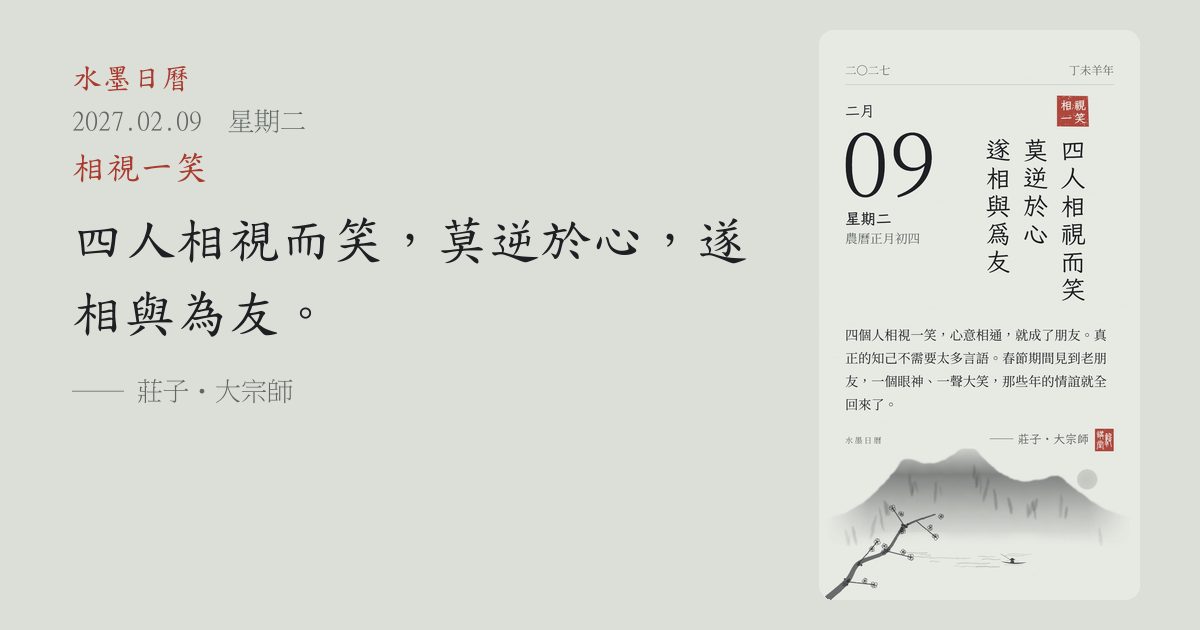 水墨日曆
2027.02.09 星期二
相視一笑
四人相視而笑，莫逆於心，遂
相與為友。
—— 莊子・大宗師
二〇二七
丁未羊年
二月
09
星期二
農曆正月初四
相視
一笑
四人相視而笑
莫逆於心
遂相與爲友
四個人相視一笑，心意相通，就成了朋友。真
正的知己不需要太多言語。春節期間見到老朋
友，一個眼神、一聲大笑，那些年的情誼就全
回來了。
水墨日曆
—— 莊子・大宗師